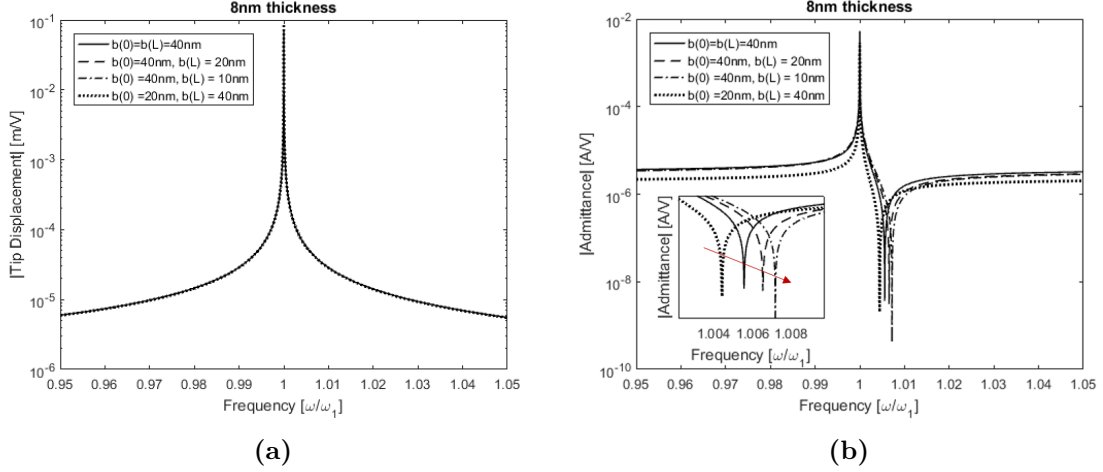 8nm thickness
|Tip Displacement| [m/V]
10^-1
10^-2
10^-3
10^-4
10^-5
10^-6
b(0)=b(L)=40nm
b(0)=40nm, b(L) = 20nm
b(0) =40nm, b(L) = 10nm
b(0) =20nm, b(L) = 40nm
0.95 0.96 0.97 0.98 0.99 1 1.01 1.02 1.03 1.04 1.05
Frequency [ω/ω_1]
(a)
8nm thickness
|Admittance| [A/V]
10^-2
10^-4
10^-6
10^-8
10^-10
b(0)=b(L)=40nm
b(0)=40nm, b(L) = 20nm
b(0) =40nm, b(L) = 10nm
b(0) =20nm, b(L) = 40nm
|Admittance| [A/V]
1.004 1.006 1.008
Frequency [ω/ω_1]
0.95 0.96 0.97 0.98 0.99 1 1.01 1.02 1.03 1.04 1.05
Frequency [ω/ω_1]
(b)